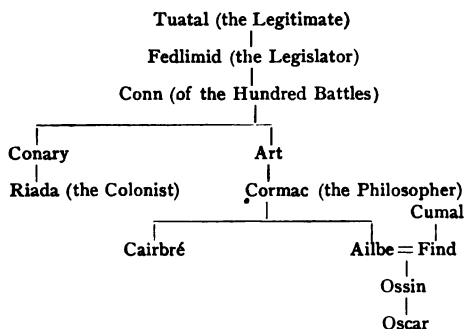 Tuatal (the Legitimate)
Fedlimid (the Legislator)
Conn (of the Hundred Battles)
Conary Art
Riada (the Colonist) Cormac (the Philosopher)
Cumal
Cairbré Ailbe = Find
Ossin
Oscar